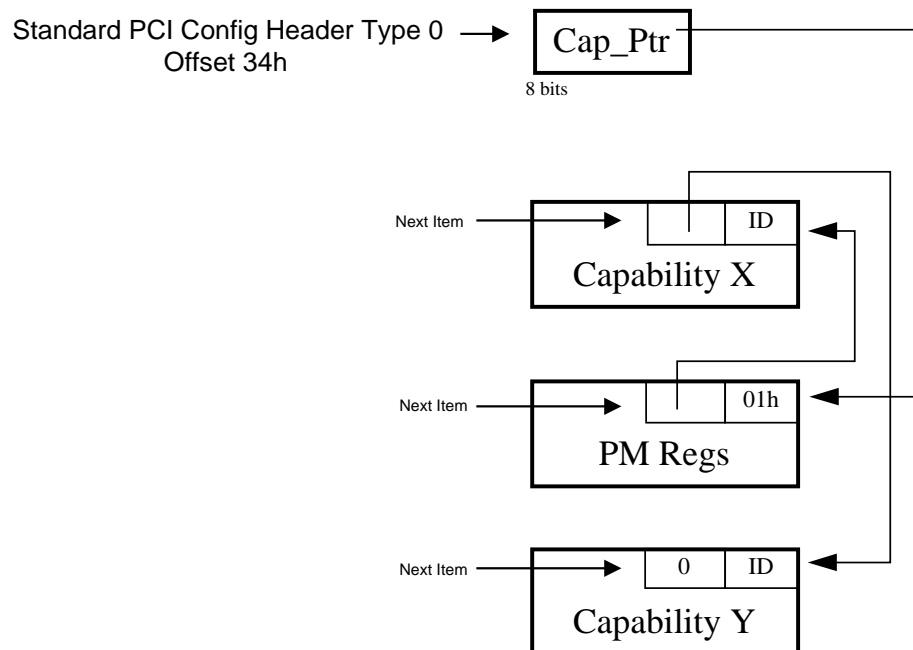 Standard PCI Config Header Type 0
Offset 34h
Cap_Ptr
8 bits
Next Item
ID
Capability X
Next Item
01h
PM Regs
Next Item
0 ID
Capability Y